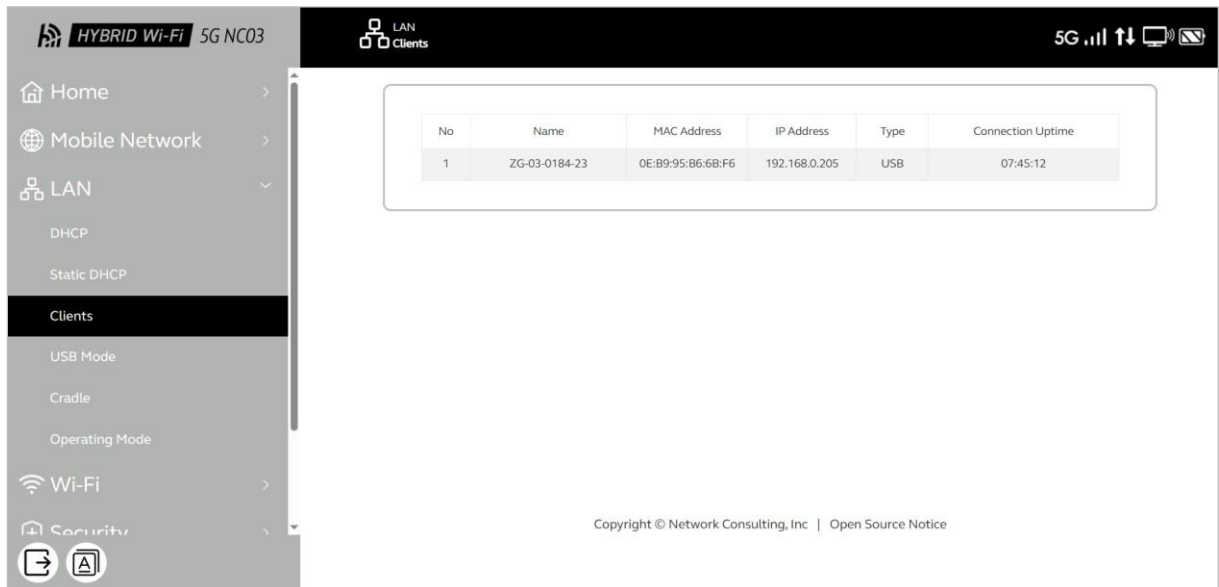 HYBRID Wi-Fi 5G NC03
LAN
Clients
5G
Home
Mobile Network
LAN
DHCP
Static DHCP
Clients
USB Mode
Cradle
Operating Mode
Wi-Fi
Security
A
No Name MAC Address IP Address Type Connection Uptime
1 ZG-03-0184-23 0E:B9:95:B6:6B:F6 192.168.0.205 USB 07:45:12
Copyright © Network Consulting, Inc | Open Source Notice